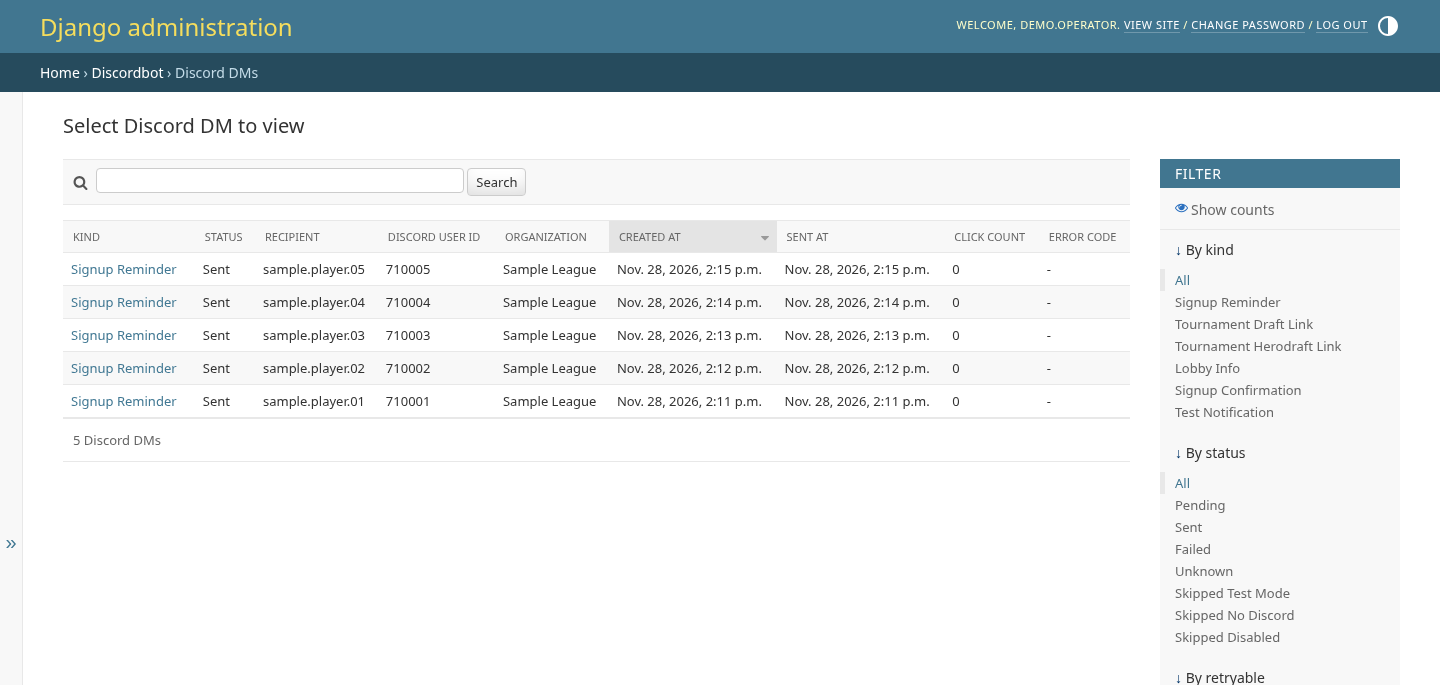 Django administration
WELCOME, DEMO.OPERATOR. VIEW SITE / CHANGE PASSWORD / LOG OUT
Home › Discordbot › Discord DMs
»
Select Discord DM to view
Search
KIND STATUS RECIPIENT DISCORD USER ID ORGANIZATION CREATED AT SENT AT CLICK COUNT ERROR CODE
Signup Reminder Sent sample.player.05 710005 Sample League Nov. 28, 2026, 2:15 p.m. Nov. 28, 2026, 2:15 p.m. 0 -
Signup Reminder Sent sample.player.04 710004 Sample League Nov. 28, 2026, 2:14 p.m. Nov. 28, 2026, 2:14 p.m. 0 -
Signup Reminder Sent sample.player.03 710003 Sample League Nov. 28, 2026, 2:13 p.m. Nov. 28, 2026, 2:13 p.m. 0 -
Signup Reminder Sent sample.player.02 710002 Sample League Nov. 28, 2026, 2:12 p.m. Nov. 28, 2026, 2:12 p.m. 0 -
Signup Reminder Sent sample.player.01 710001 Sample League Nov. 28, 2026, 2:11 p.m. Nov. 28, 2026, 2:11 p.m. 0 -
5 Discord DMs
FILTER
Show counts
↓ By kind
All
Signup Reminder
Tournament Draft Link
Tournament Herodraft Link
Lobby Info
Signup Confirmation
Test Notification
↓ By status
All
Pending
Sent
Failed
Unknown
Skipped Test Mode
Skipped No Discord
Skipped Disabled
↓ By retryable